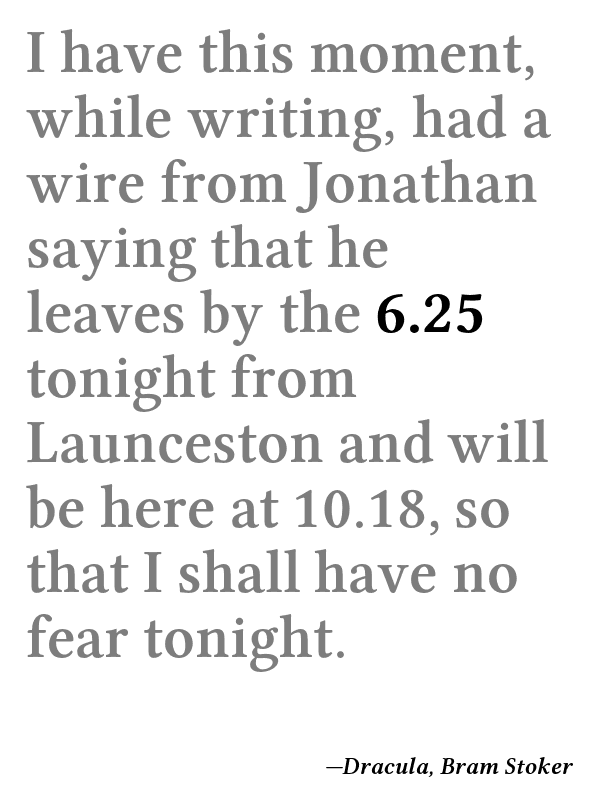 I have this moment,
while writing, had a
wire from Jonathan
saying that he
leaves by the 6.25
tonight from
Launceston and will
be here at 10.18, so
that I shall have no
fear tonight.
—Dracula, Bram Stoker